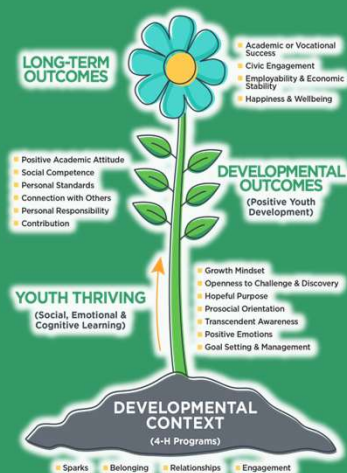 LONG-TERM
OUTCOMES
Academic or Vocational
Success
Civic Engagement
Employability & Economic
Stability
Happiness & Wellbeing
Positive Academic Attitude
Social Competence
Personal Standards
Connection with Others
Personal Responsibility
Contribution
DEVELOPMENTAL
OUTCOMES
(Positive Youth
Development)
YOUTH THRIVING
(Social, Emotional &
Cognitive Learning)
Growth Mindset
Openness to Challenge & Discovery
Hopeful Purpose
Prosocial Orientation
Transcendent Awareness
Positive Emotions
Goal Setting & Management
DEVELOPMENTAL
CONTEXT
(4-H Programs)
Sparks Belonging Relationships Engagement